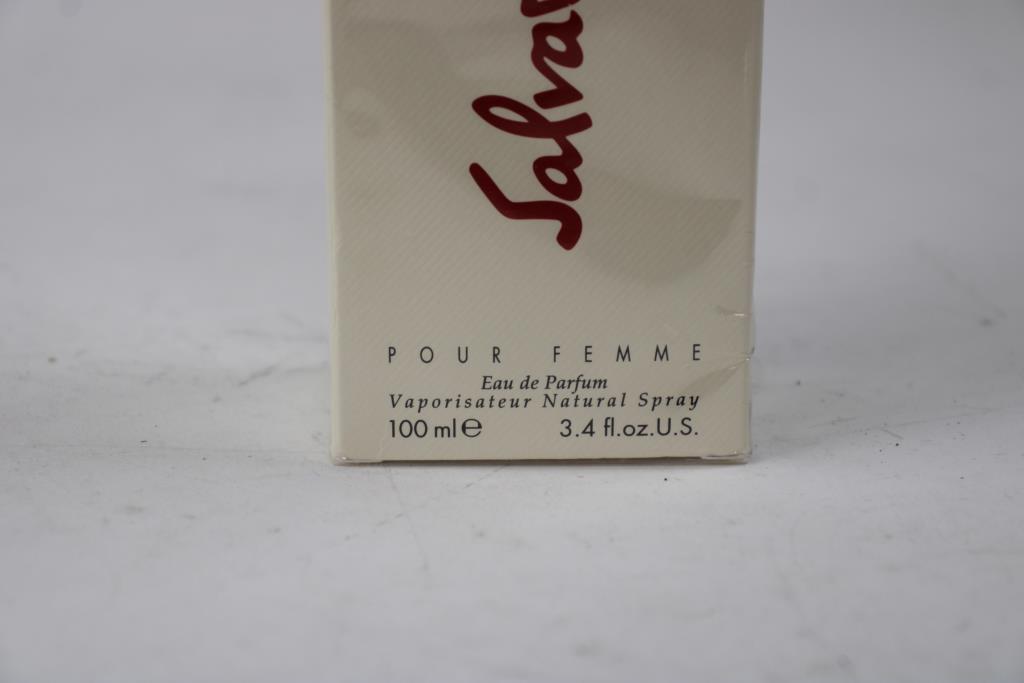 Salva
POUR FEMME
Eau de Parfum
Vaporisateur Natural Spray
100 ml ℮ 3.4 fl.oz.U.S.